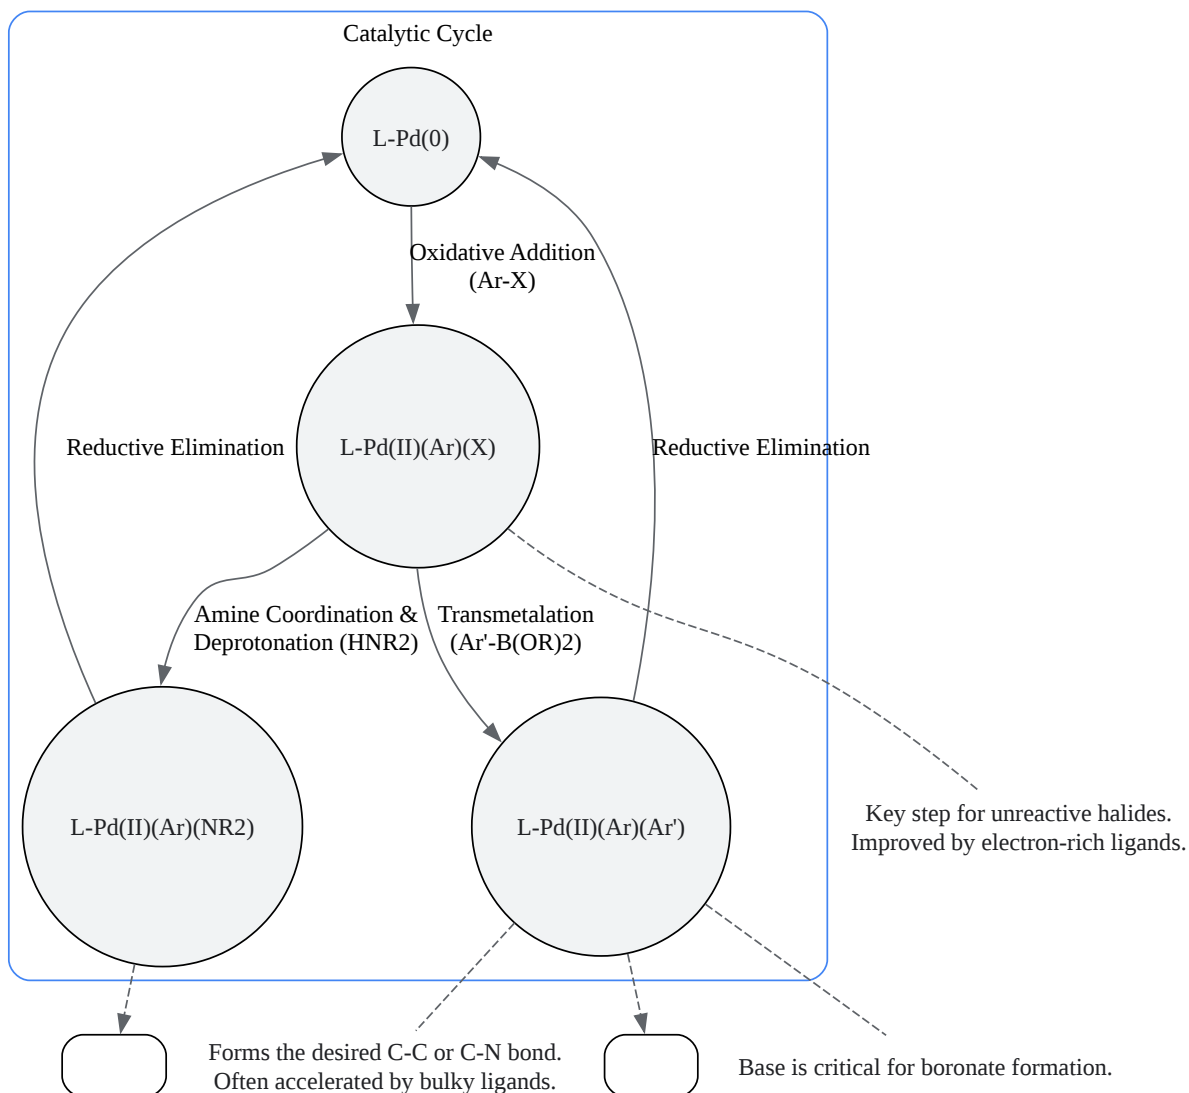 Catalytic Cycle
L-Pd(0)
Oxidative Addition
(Ar-X)
Reductive Elimination
L-Pd(II)(Ar)(X)
Reductive Elimination
Amine Coordination &
Deprotonation (HNR2)
Transmetalation
(Ar'-B(OR)2)
L-Pd(II)(Ar)(NR2)
L-Pd(II)(Ar)(Ar')
Key step for unreactive halides.
Improved by electron-rich ligands.
Forms the desired C-C or C-N bond.
Often accelerated by bulky ligands.
Base is critical for boronate formation.